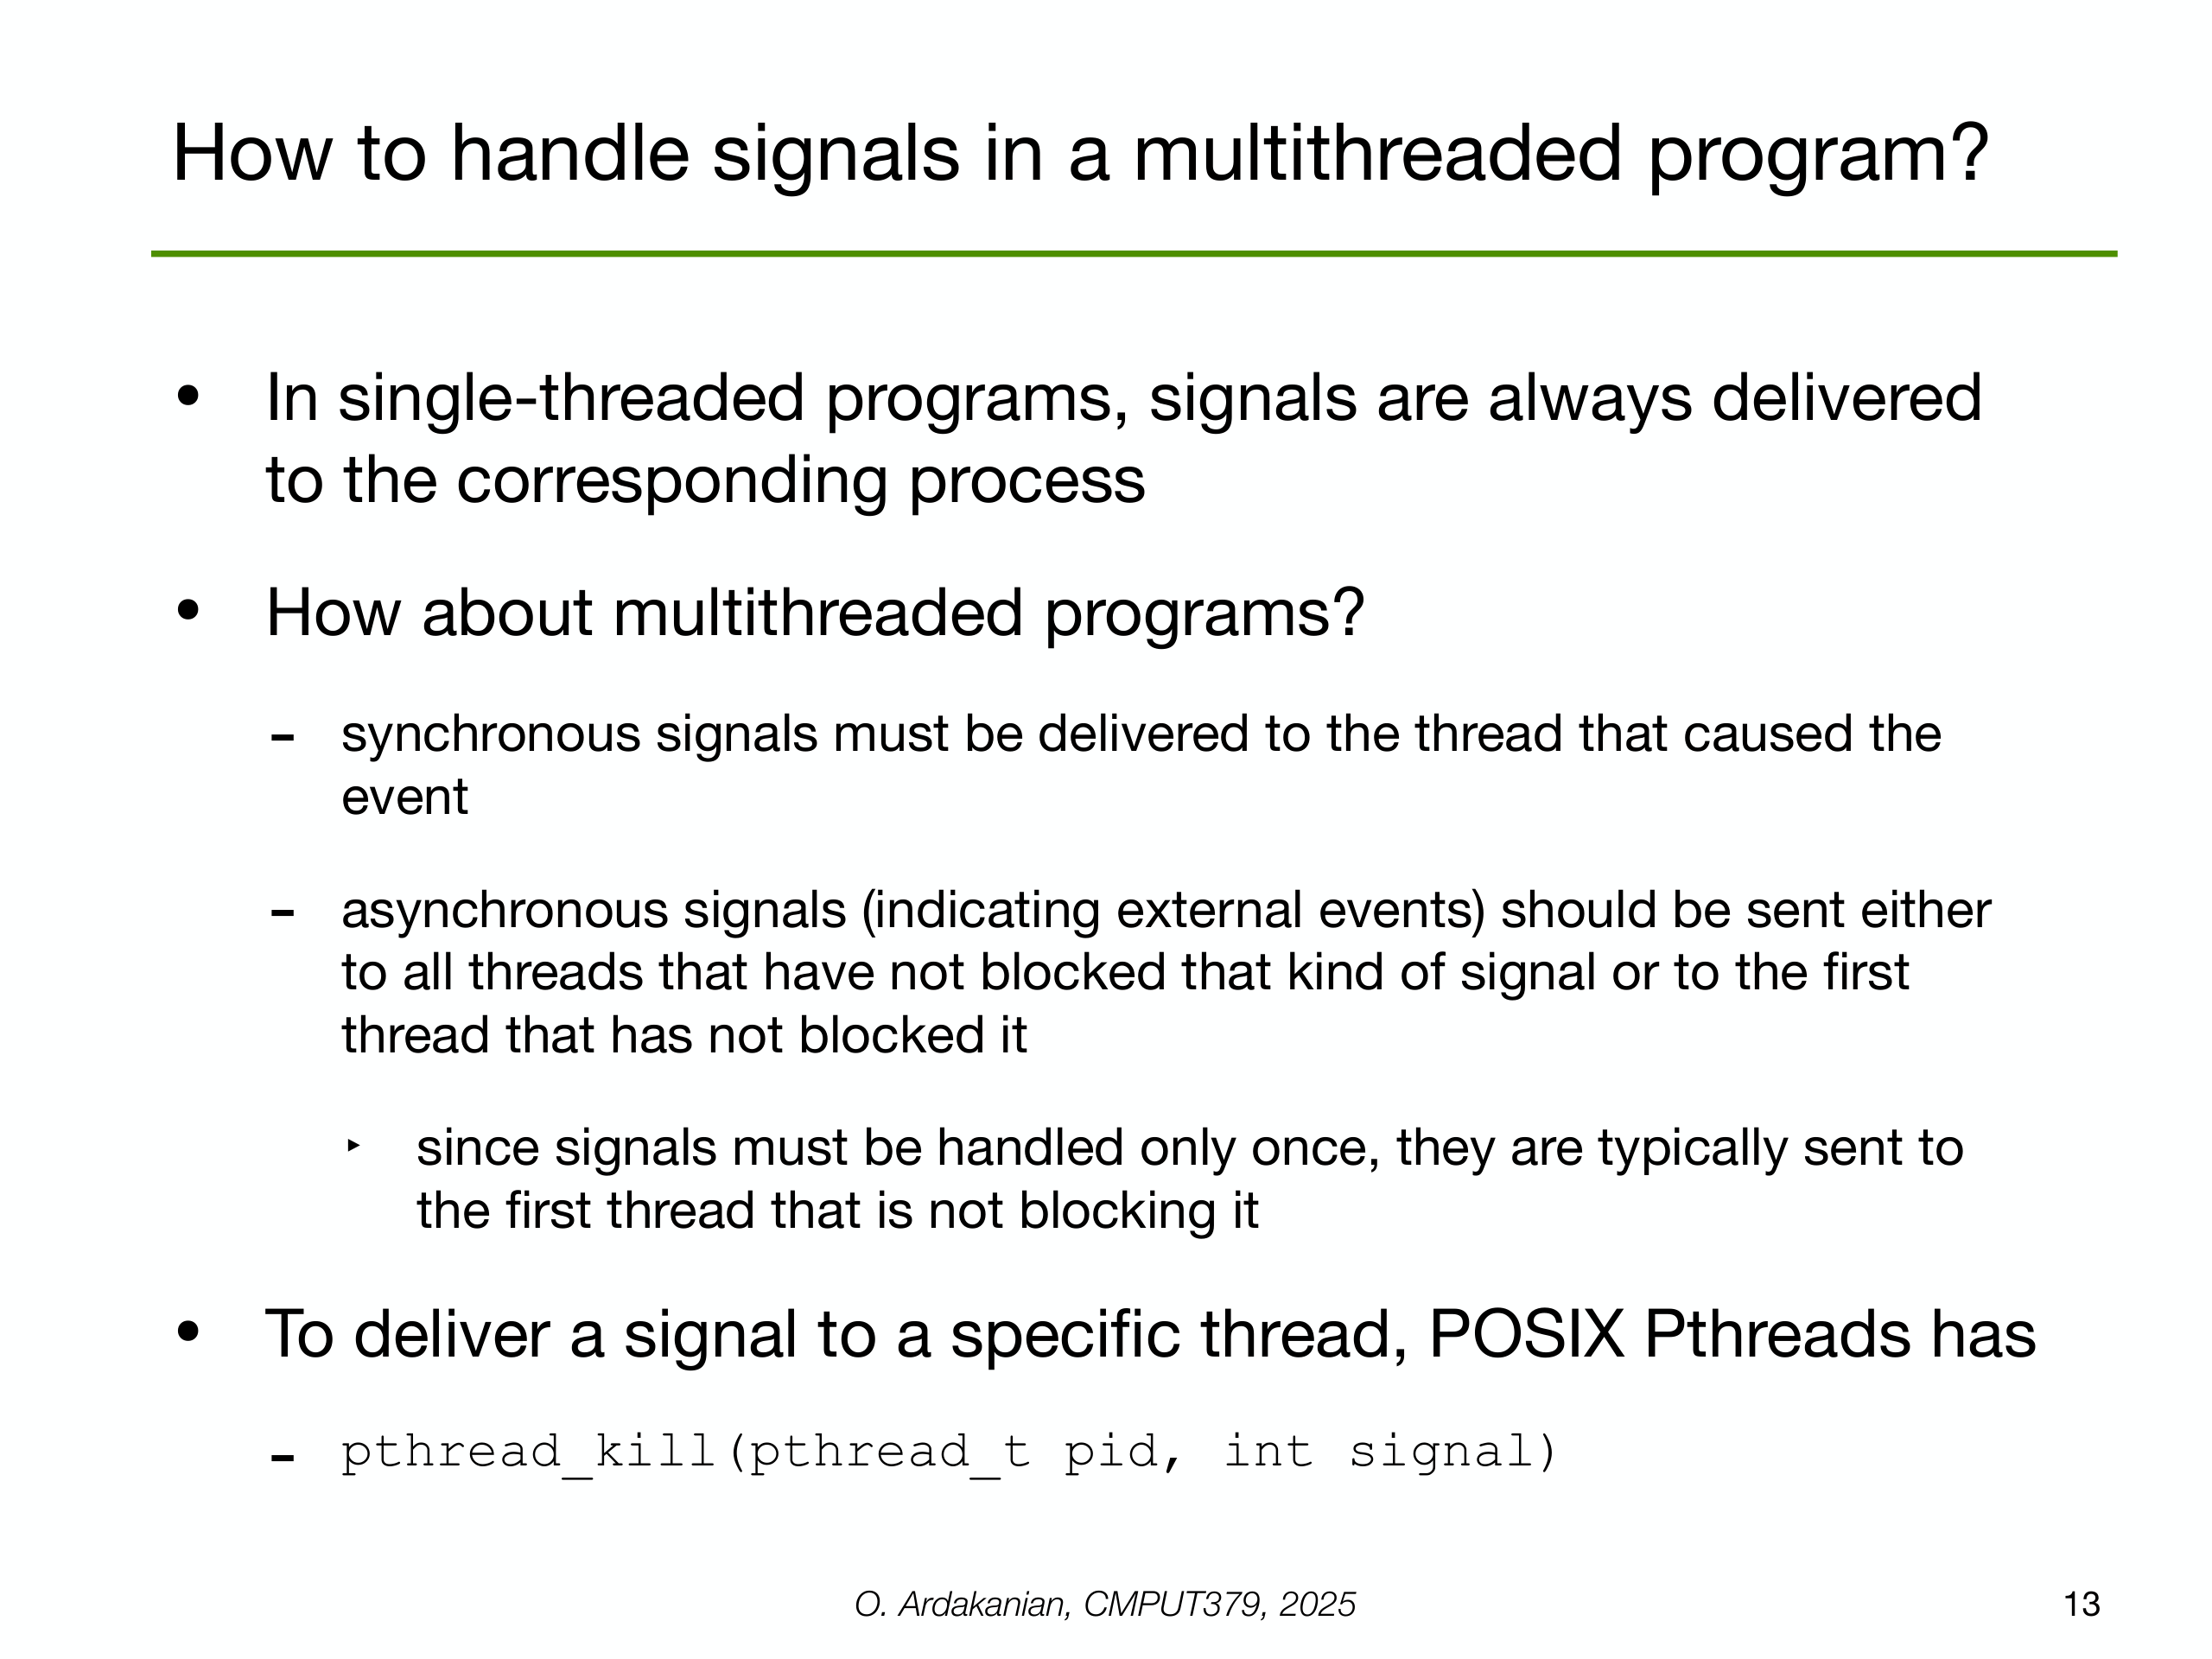 How to handle signals in a multithreaded program?
• In single-threaded programs, signals are always delivered
to the corresponding process
• How about multithreaded programs?
- synchronous signals must be delivered to the thread that caused the
event
- asynchronous signals (indicating external events) should be sent either
to all threads that have not blocked that kind of signal or to the first
thread that has not blocked it
‣ since signals must be handled only once, they are typically sent to
the first thread that is not blocking it
• To deliver a signal to a specific thread, POSIX Pthreads has
- pthread_kill(pthread_t pid, int signal)
O. Ardakanian, CMPUT379, 2025
13